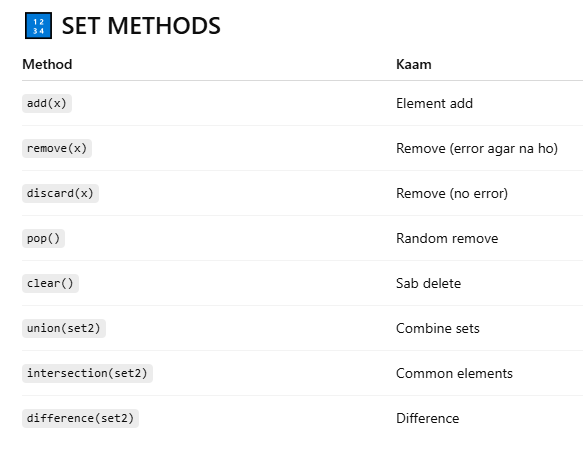 🔢 SET METHODS
Method Kaam
add(x) Element add
remove(x) Remove (error agar na ho)
discard(x) Remove (no error)
pop() Random remove
clear() Sab delete
union(set2) Combine sets
intersection(set2) Common elements
difference(set2) Difference